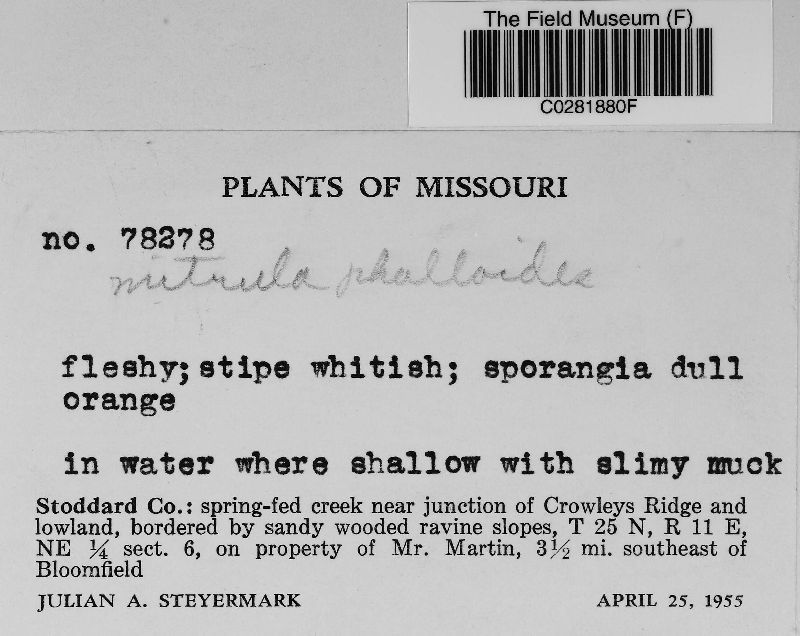 The Field Museum (F)
C0281880F
PLANTS OF MISSOURI
no. 78278
mitrula phalloides
fleshy; stipe whitish; sporangia dull
orange
in water where shallow with slimy muck
Stoddard Co.: spring-fed creek near junction of Crowleys Ridge and
lowland, bordered by sandy wooded ravine slopes, T 25 N, R 11 E,
NE ¼ sect. 6, on property of Mr. Martin, 3½ mi. southeast of
Bloomfield
JULIAN A. STEYERMARK APRIL 25, 1955